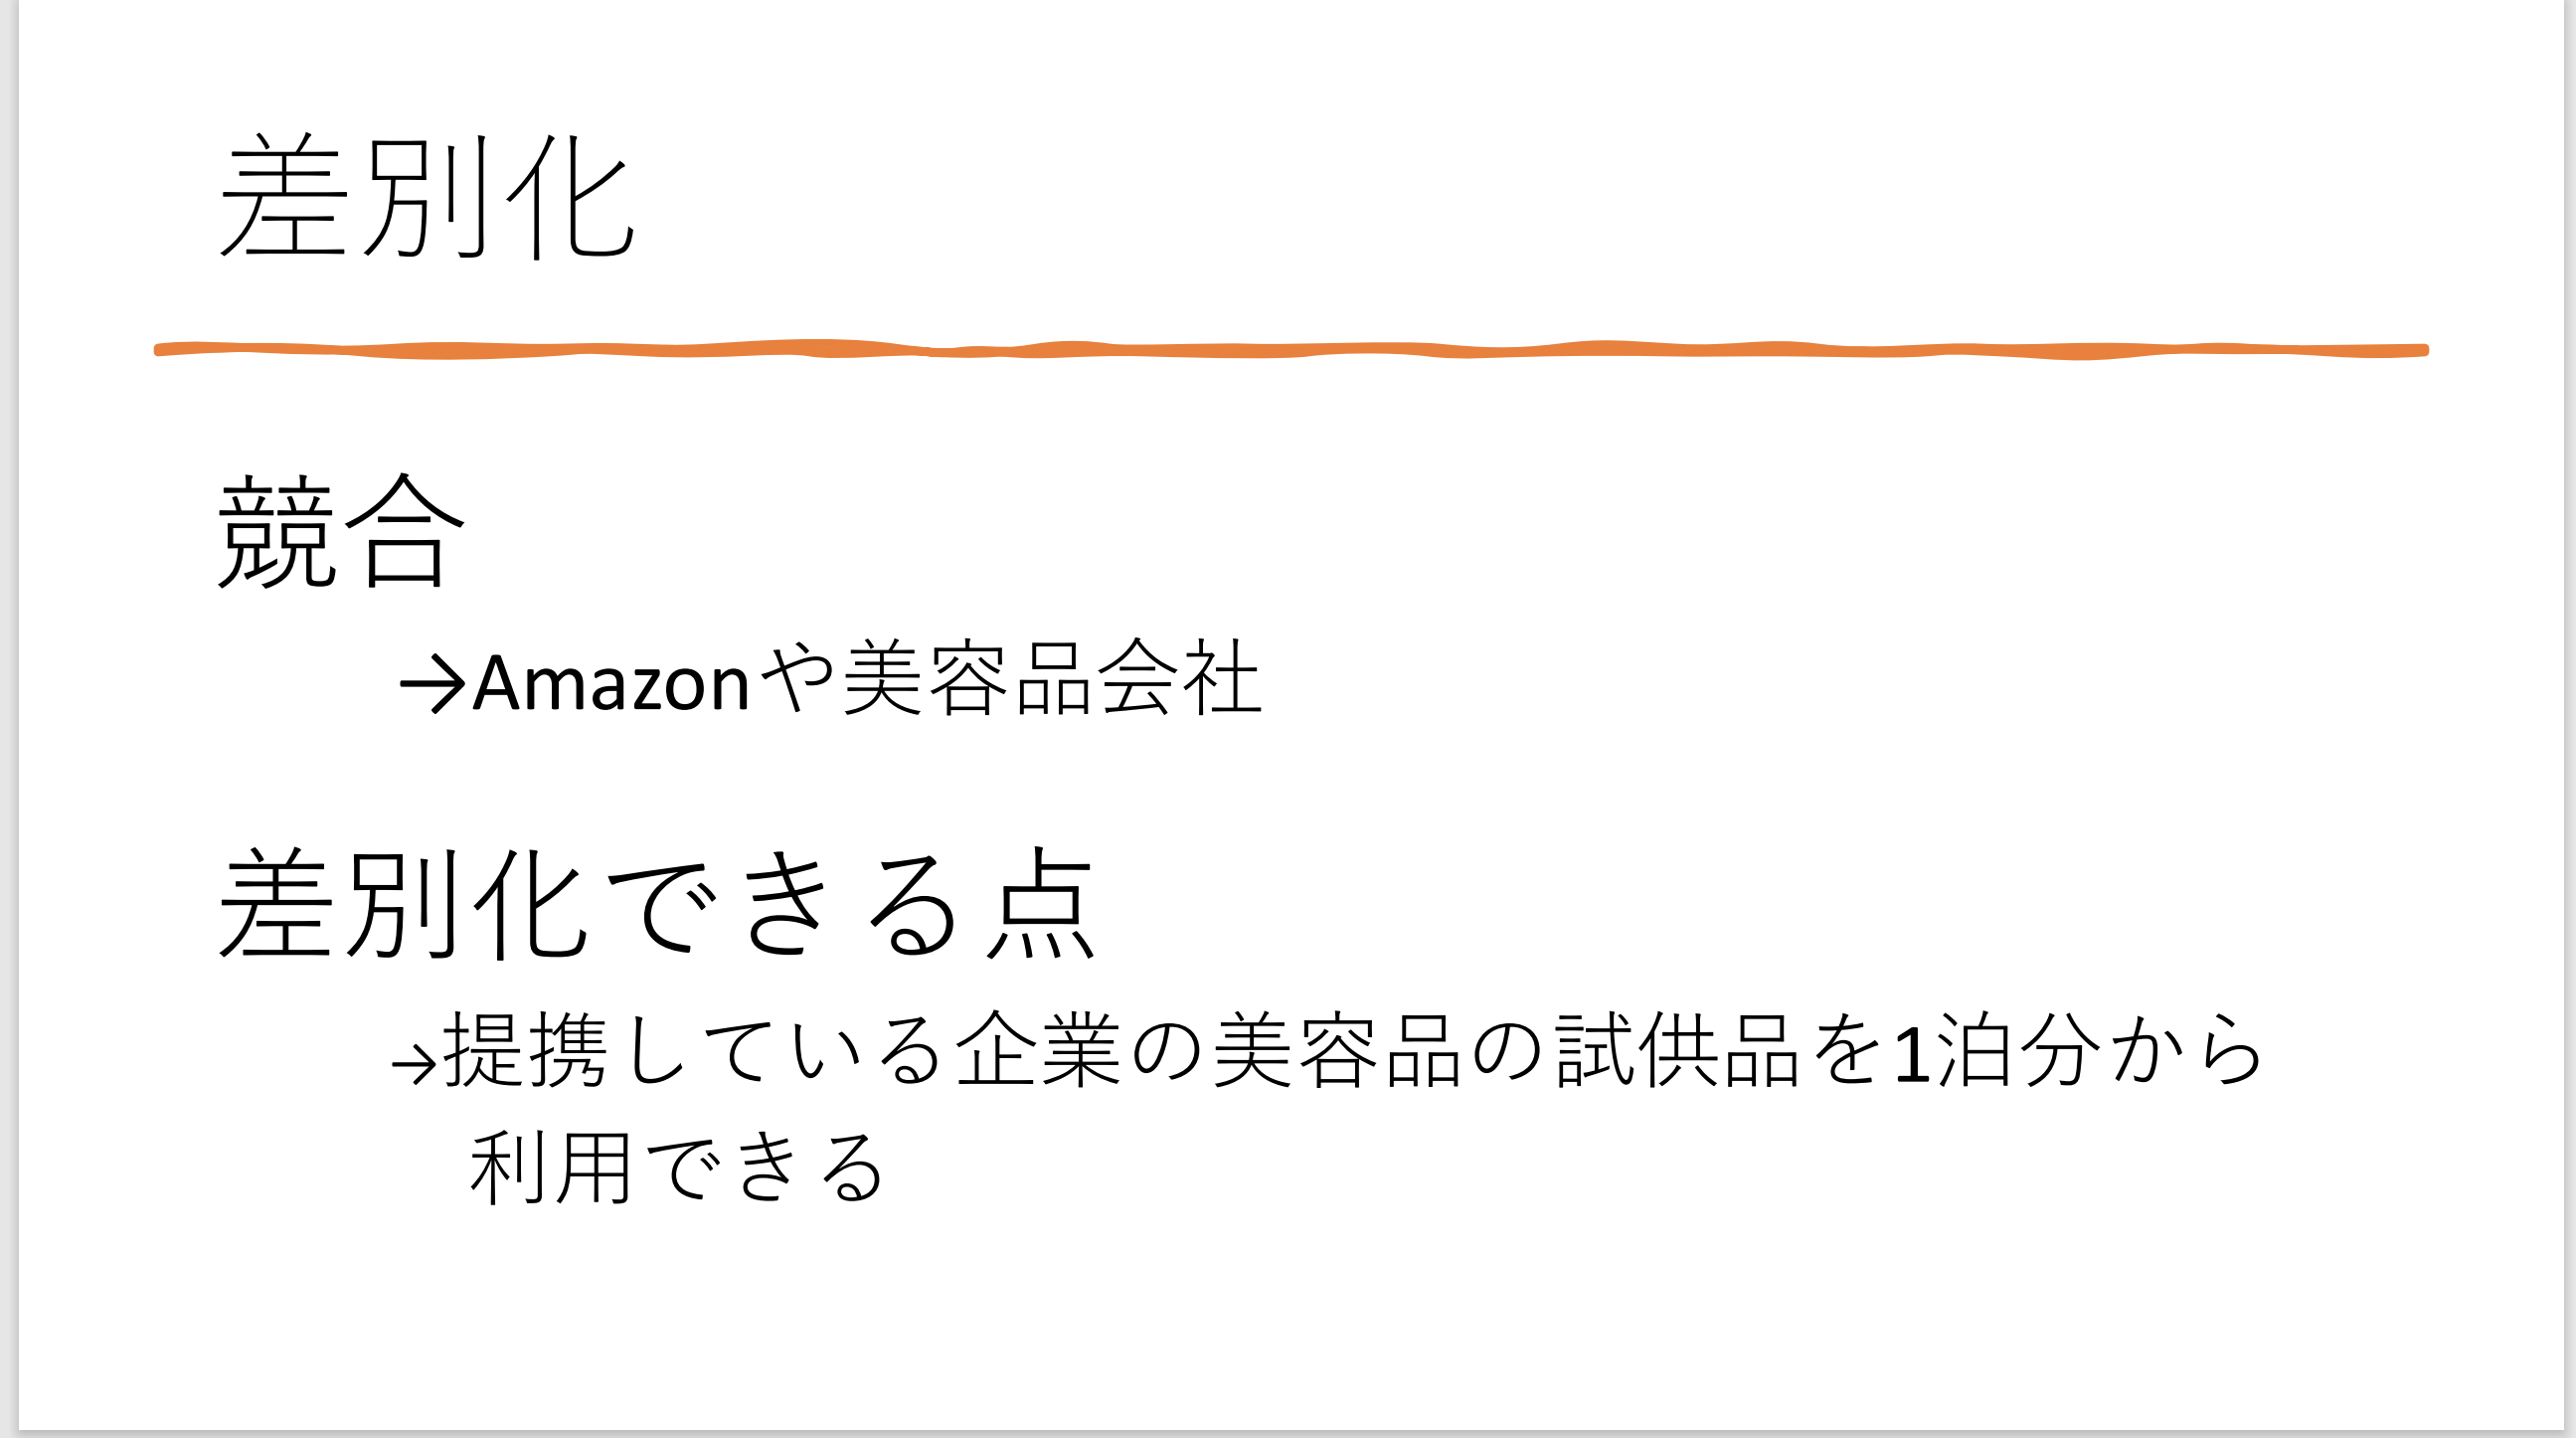 差別化
競合
→Amazonや美容品会社
差別化できる点
→提携している企業の美容品の試供品を1泊分から
利用できる